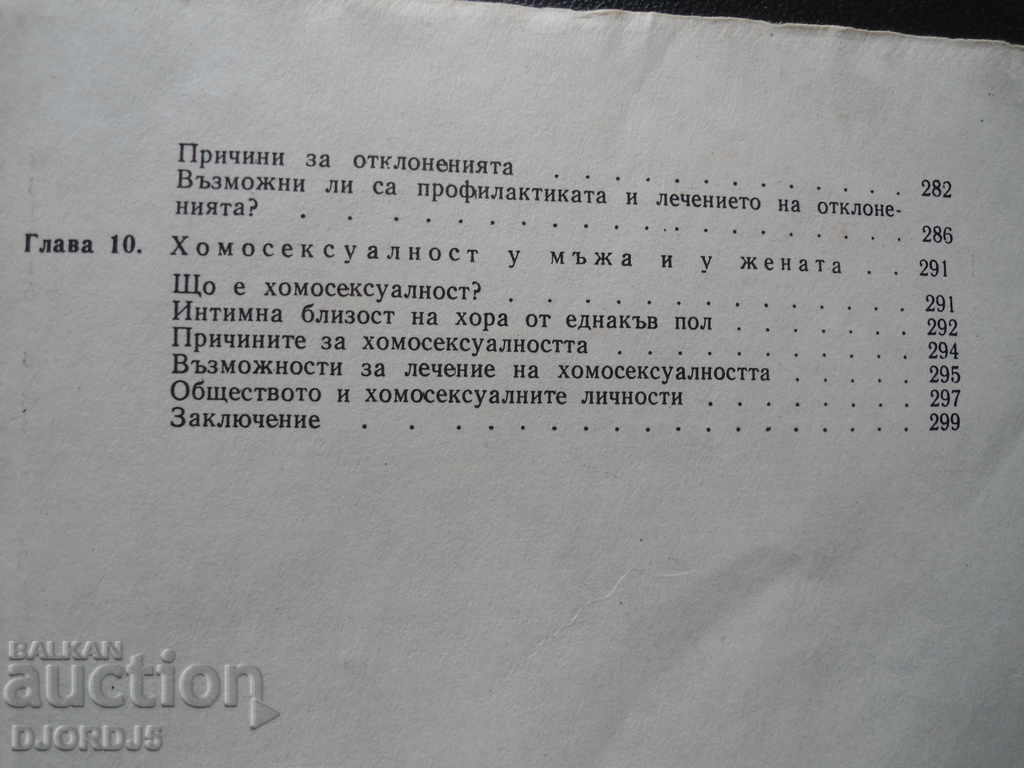 Причини за отклоненията . . . . . . . . . . . . 282
Възможни ли са профилактиката и лечението на отклоне-
нията? . . . . . . . . . . . . . . . . . . . . 286
Глава 10. Хомосексуалност у мъжа и у жената . . 291
Що е хомосексуалност? . . . . . . . . . . . . . 291
Интимна близост на хора от еднакъв пол . . . . . . . 292
Причините за хомосексуалността . . . . . . . . . . 294
Възможности за лечение на хомосексуалността . . . . . 295
Обществото и хомосексуалните личности . . . . . . . . 297
Заключение . . . . . . . . . . . . . . . . . . 299
BALKAN
auction
DJORDJ5